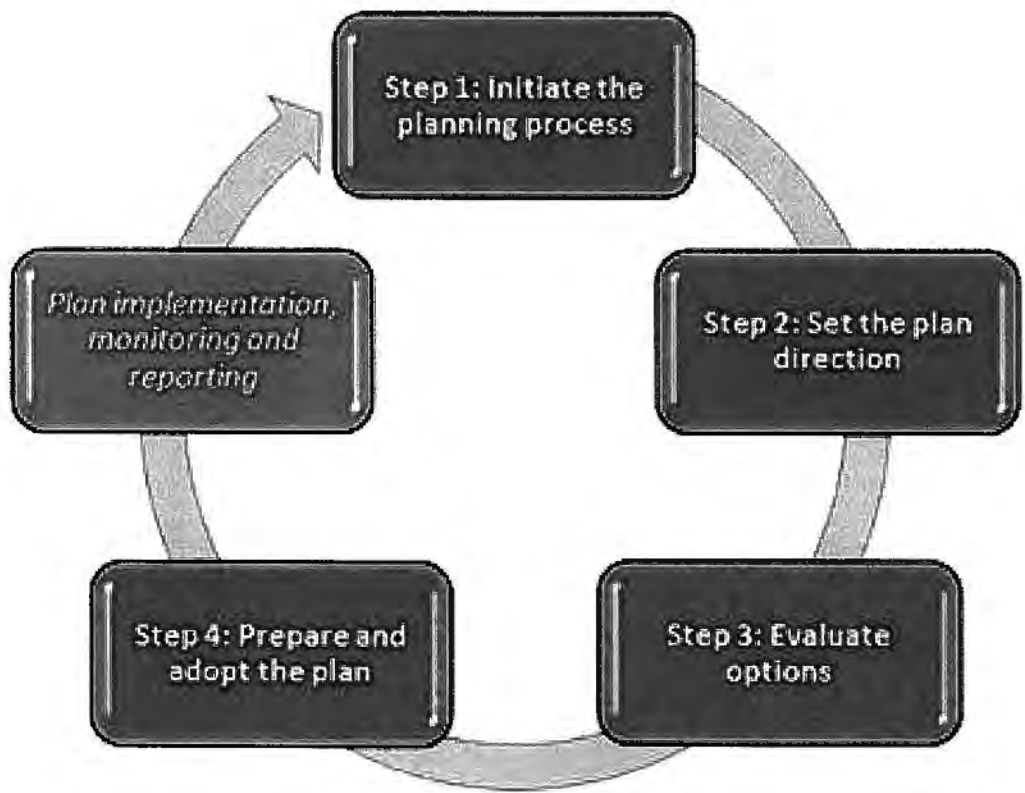 Step 1: Initiate the
planning process
Step 2: Set the plan
direction
Step 3: Evaluate
options
Step 4: Prepare and
adopt the plan
Plan implementation,
monitoring and
reporting